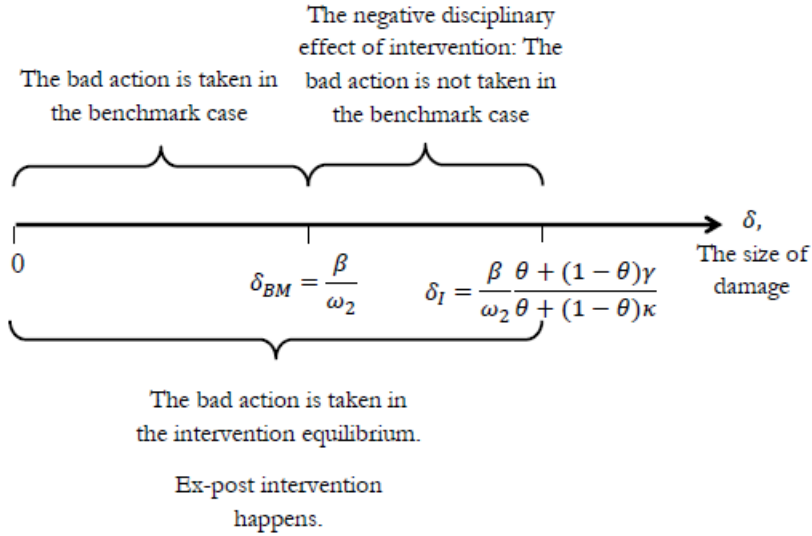 The negative disciplinary
effect of intervention: The
bad action is not taken in
the benchmark case
The bad action is taken in
the benchmark case
δ,
The size of
damage
0
δ_BM = β/ω₂
δ_I = β/ω₂ (θ + (1 − θ)γ)/(θ + (1 − θ)κ)
The bad action is taken in
the intervention equilibrium.
Ex-post intervention
happens.